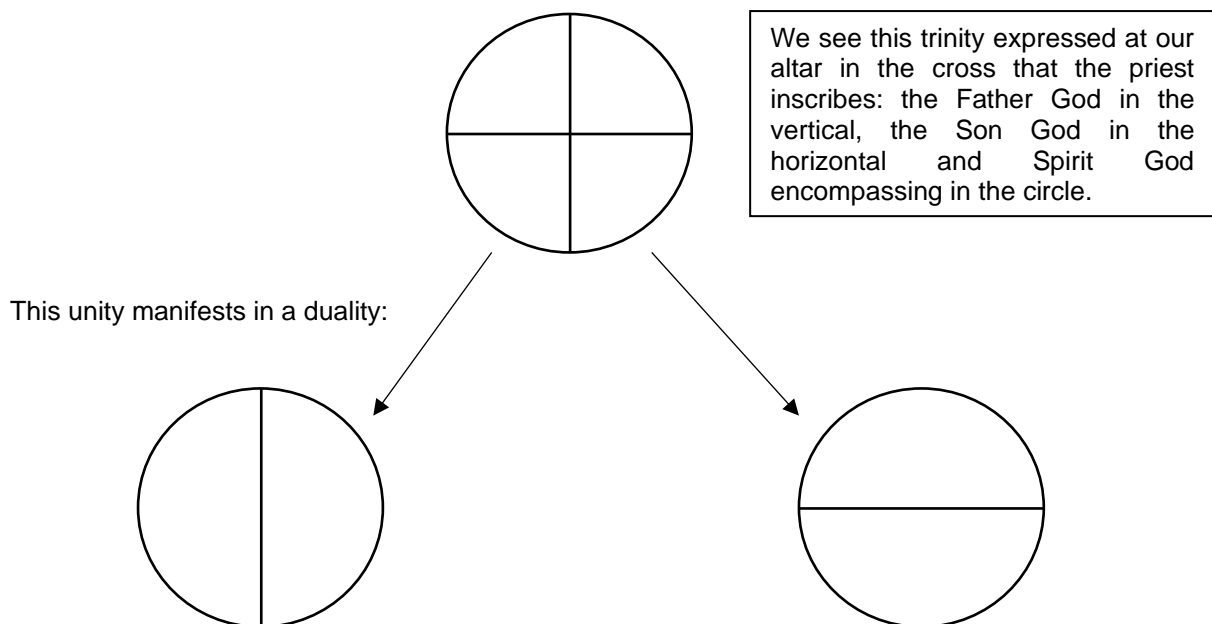 We see this trinity expressed at our
altar in the cross that the priest
inscribes: the Father God in the
vertical, the Son God in the
horizontal and Spirit God
encompassing in the circle.
This unity manifests in a duality: